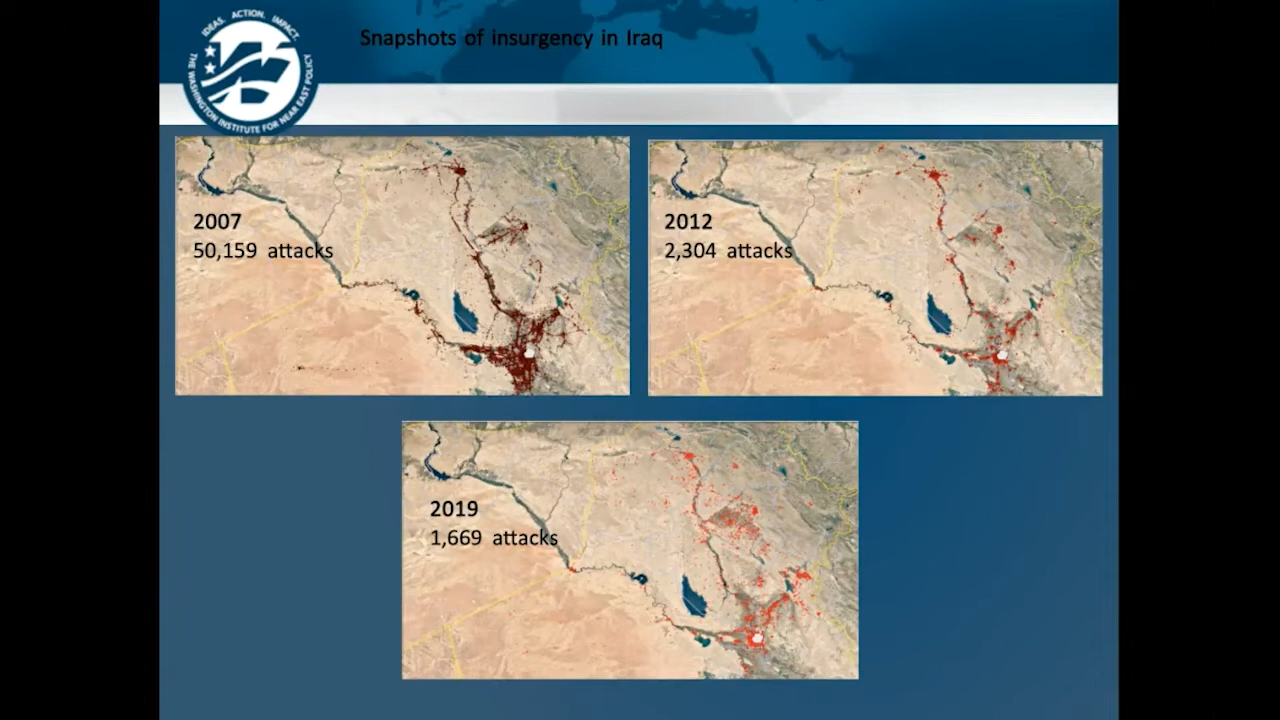 IDEAS. ACTION. IMPACT.
THE WASHINGTON INSTITUTE FOR NEAR EAST POLICY
Snapshots of insurgency in Iraq
2007
50,159 attacks
2012
2,304 attacks
2019
1,669 attacks